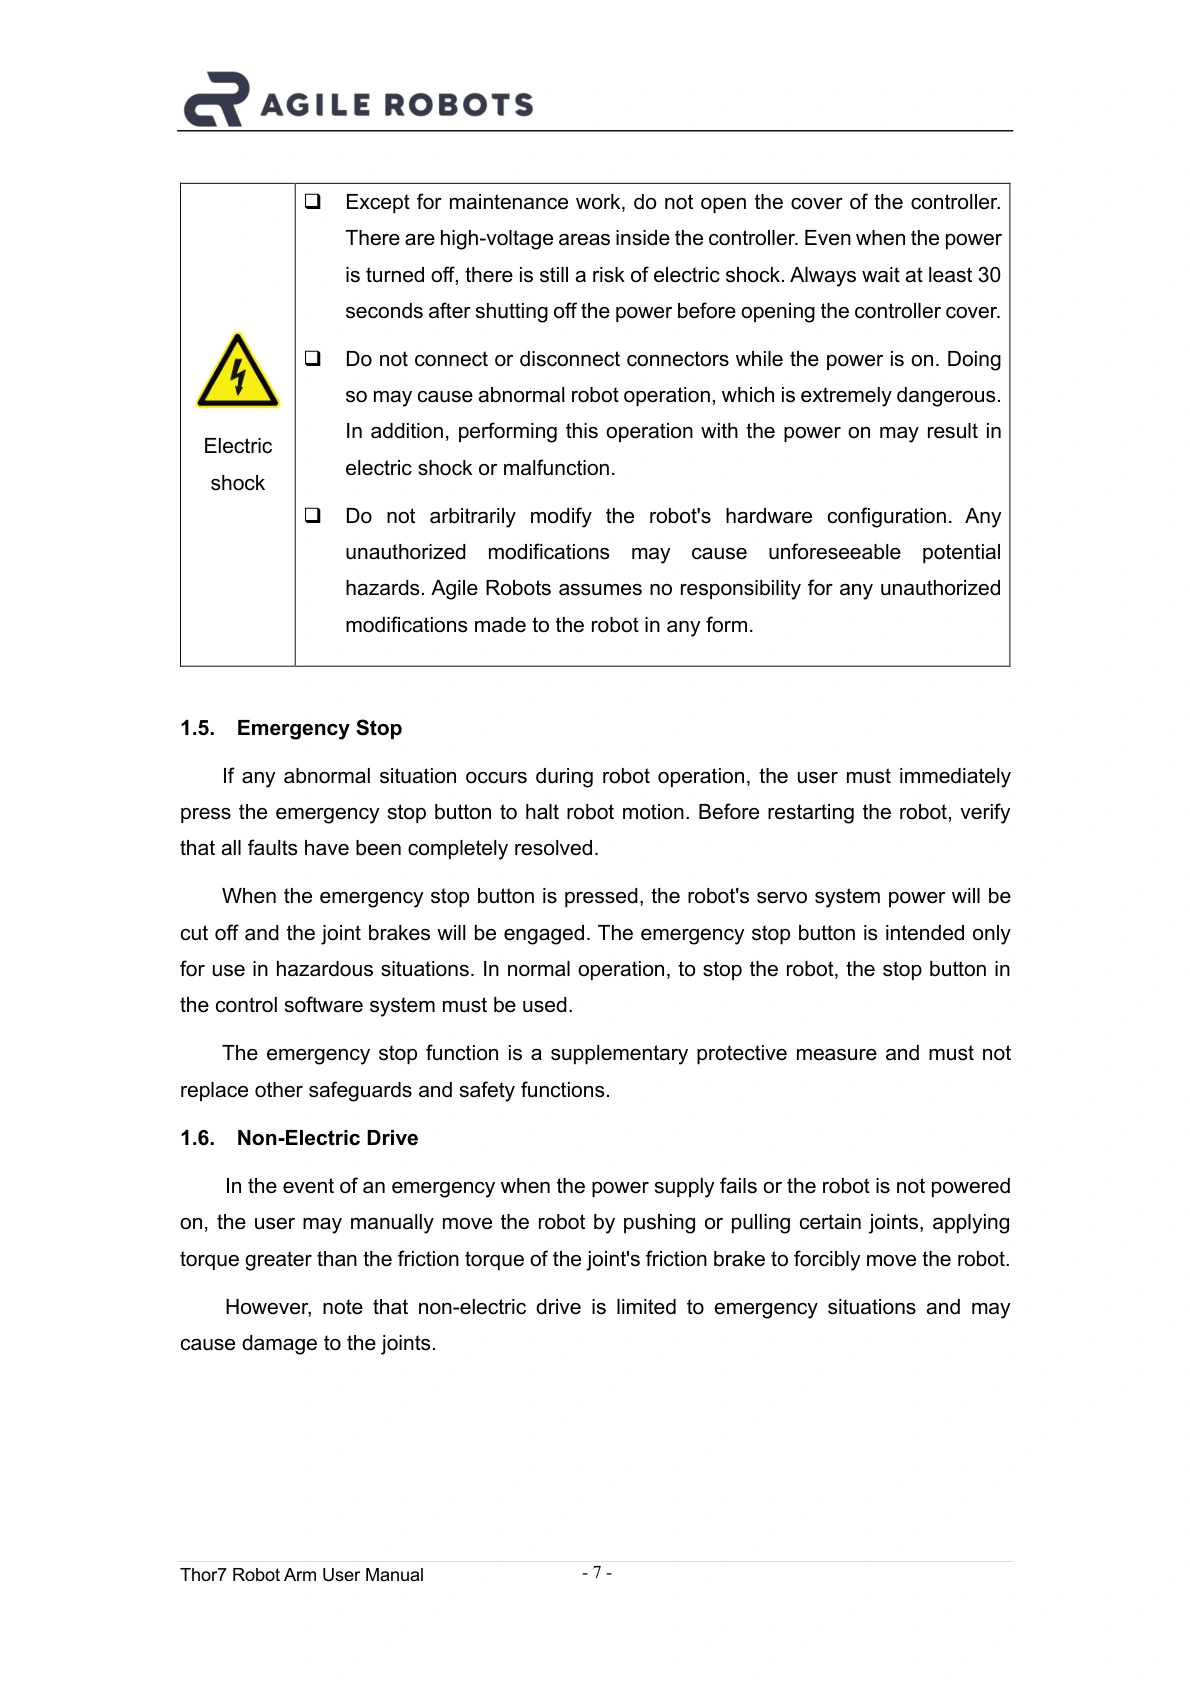 AGILE ROBOTS
❑ Except for maintenance work, do not open the cover of the controller.
There are high-voltage areas inside the controller. Even when the power
is turned off, there is still a risk of electric shock. Always wait at least 30
seconds after shutting off the power before opening the controller cover.
❑ Do not connect or disconnect connectors while the power is on. Doing
so may cause abnormal robot operation, which is extremely dangerous.
In addition, performing this operation with the power on may result in
electric shock or malfunction.
❑ Do not arbitrarily modify the robot's hardware configuration. Any
unauthorized modifications may cause unforeseeable potential
hazards. Agile Robots assumes no responsibility for any unauthorized
modifications made to the robot in any form.
Electric
shock
1.5. Emergency Stop
If any abnormal situation occurs during robot operation, the user must immediately
press the emergency stop button to halt robot motion. Before restarting the robot, verify
that all faults have been completely resolved.
When the emergency stop button is pressed, the robot's servo system power will be
cut off and the joint brakes will be engaged. The emergency stop button is intended only
for use in hazardous situations. In normal operation, to stop the robot, the stop button in
the control software system must be used.
The emergency stop function is a supplementary protective measure and must not
replace other safeguards and safety functions.
1.6. Non-Electric Drive
In the event of an emergency when the power supply fails or the robot is not powered
on, the user may manually move the robot by pushing or pulling certain joints, applying
torque greater than the friction torque of the joint's friction brake to forcibly move the robot.
However, note that non-electric drive is limited to emergency situations and may
cause damage to the joints.
Thor7 Robot Arm User Manual
- 7 -